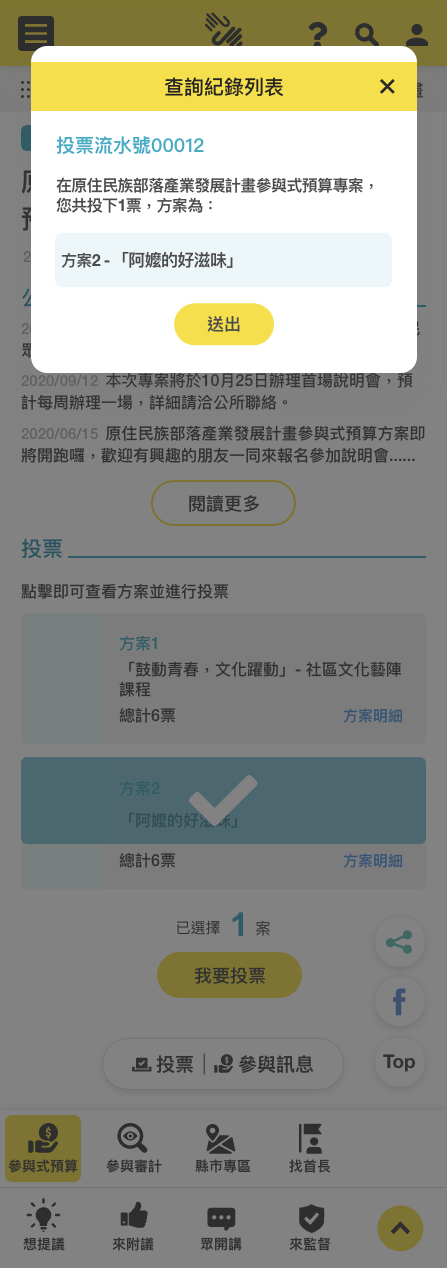 查詢紀錄列表
投票流水號00012
在原住民族部落產業發展計畫參與式預算專案，
您共投下1票，方案為：
方案2 - 「阿嬤的好滋味」
送出
2020/09/12 本次專案將於10月25日辦理首場說明會，預
計每周辦理一場，詳細請洽公所聯絡。
2020/06/15 原住民族部落產業發展計畫參與式預算方案即
將開跑囉，歡迎有興趣的朋友一同來報名參加說明會......
閱讀更多
投票
點擊即可查看方案並進行投票
方案1
「鼓動青春，文化躍動」- 社區文化藝陣
課程
總計6票 方案明細
方案2
「阿嬤的好滋味」
總計6票 方案明細
已選擇 1 案
我要投票
投票 | 參與訊息
Top
參與式預算 參與審計 縣市專區 找首長
想提議 來附議 眾開講 來監督